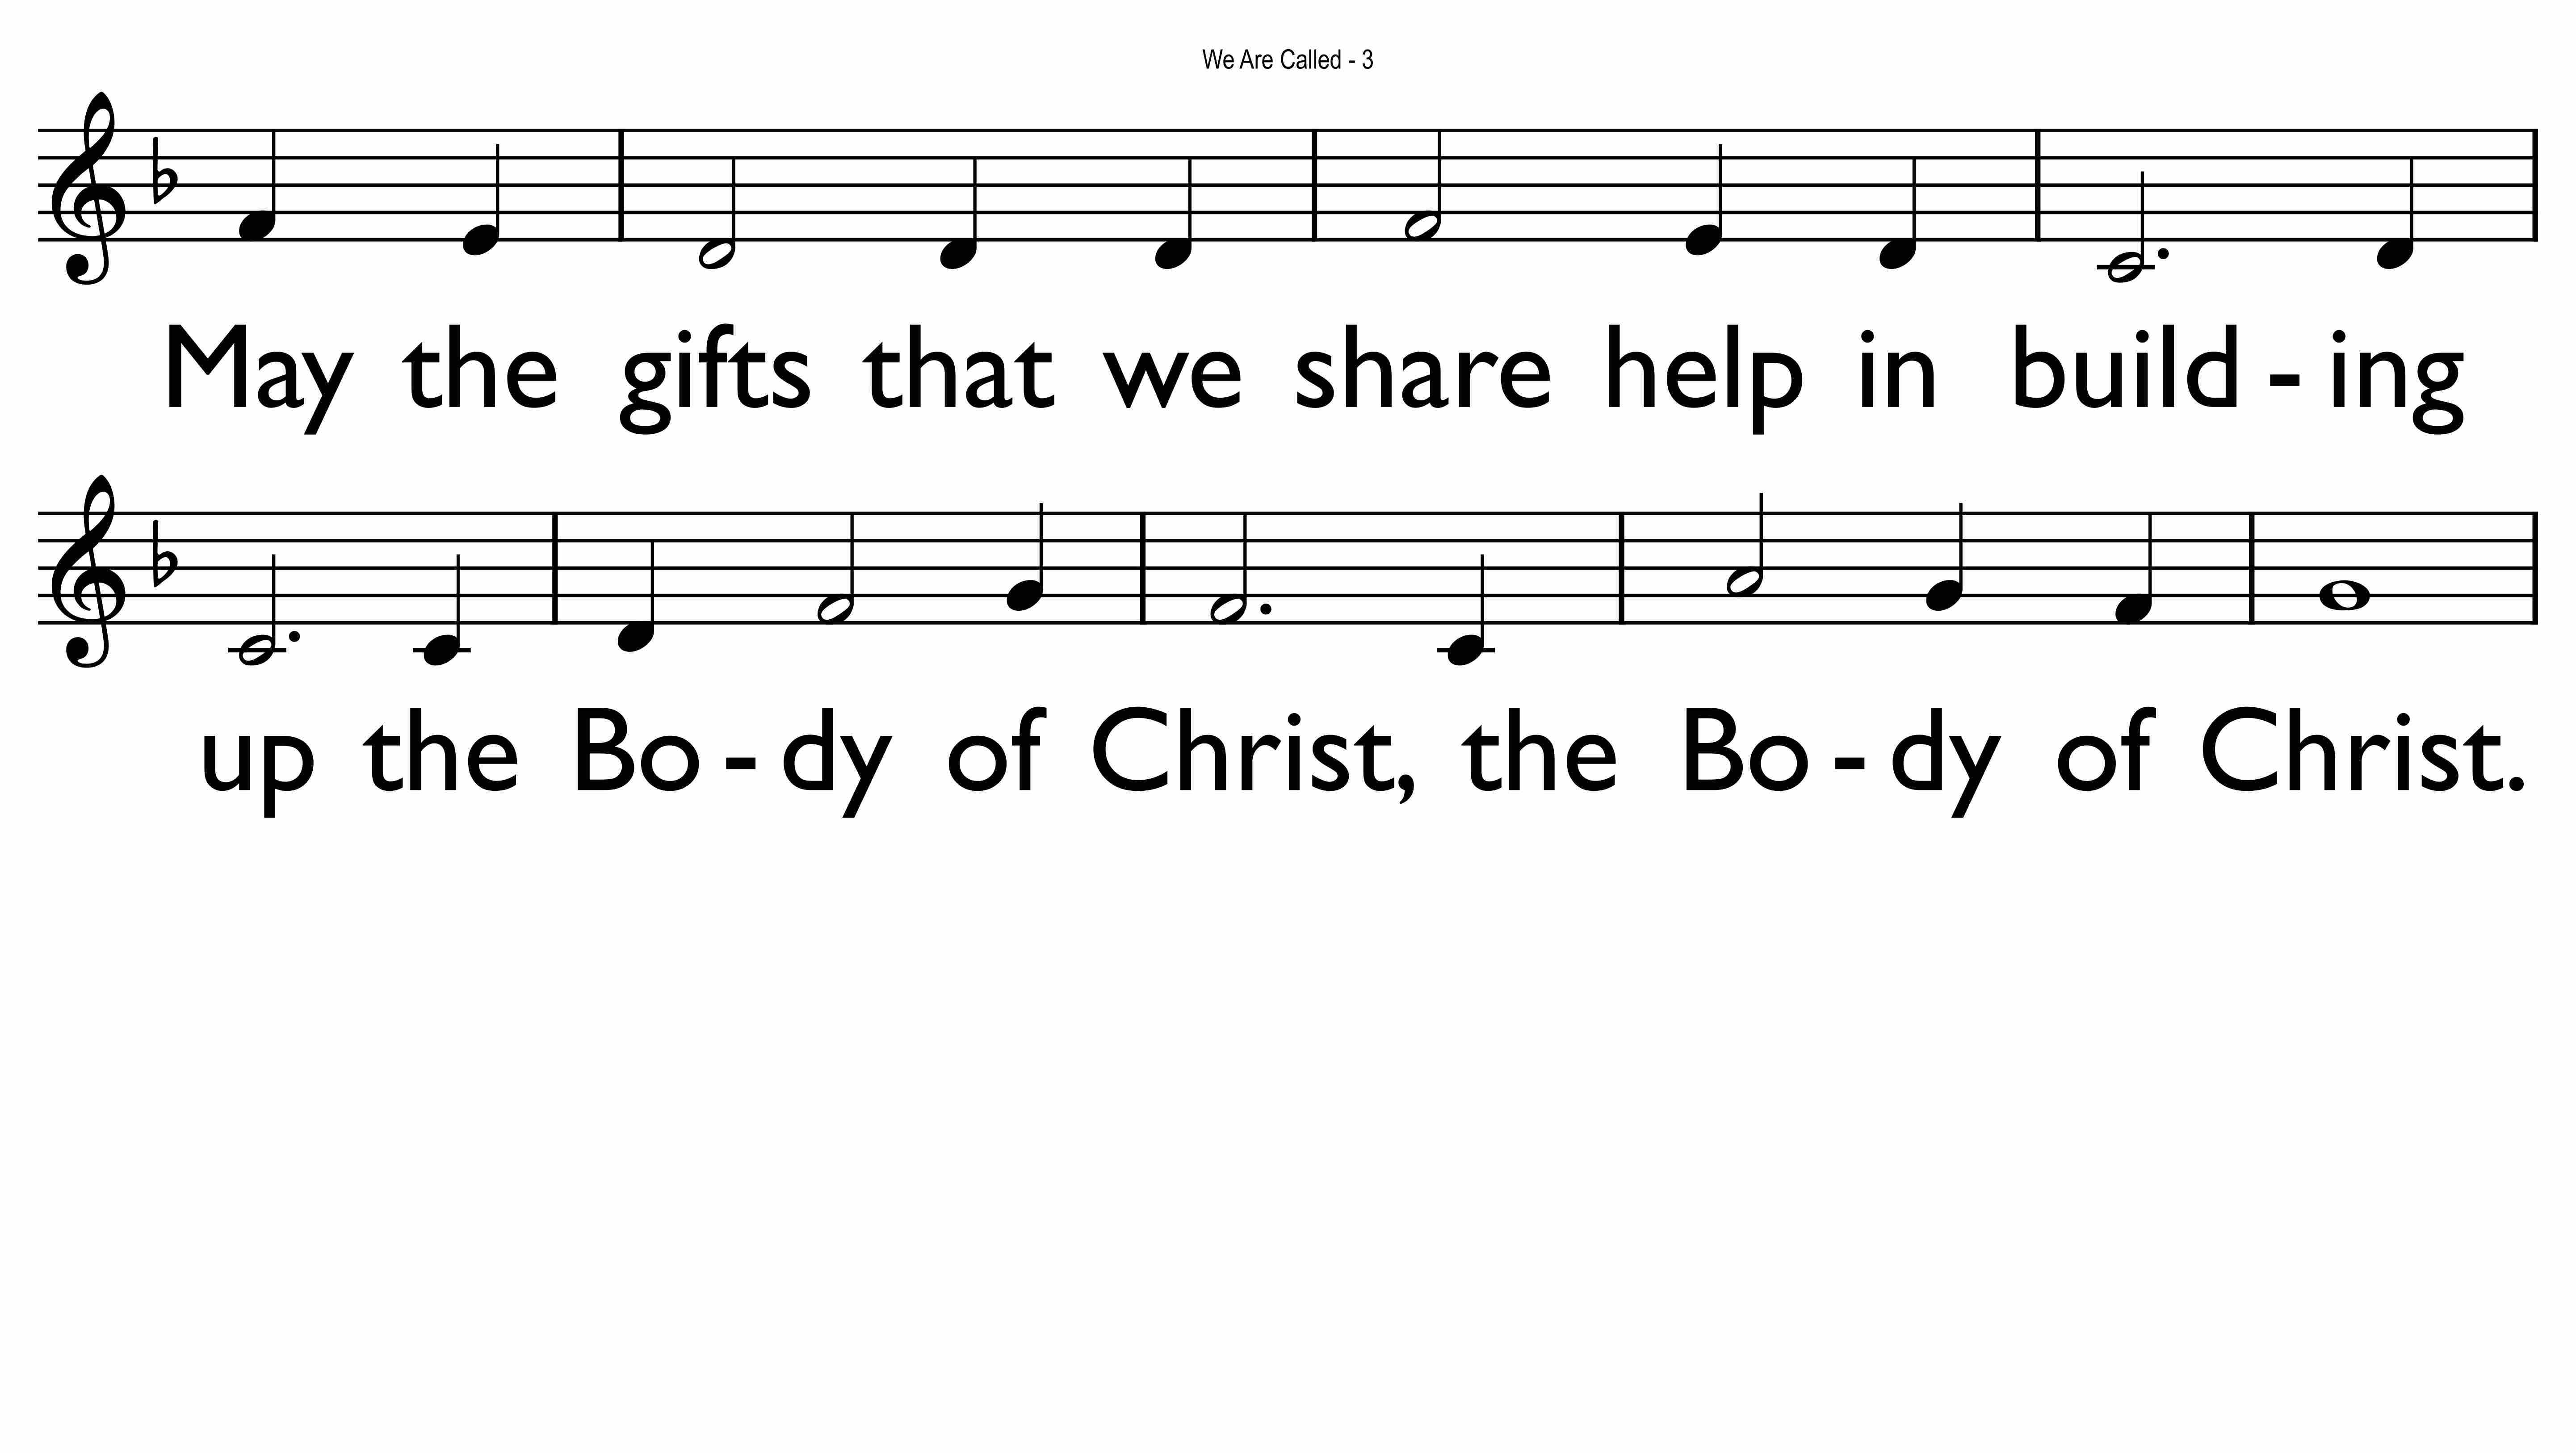 We Are Called - 3
May the gifts that we share help in build - ing
up the Bo - dy of Christ, the Bo - dy of Christ.